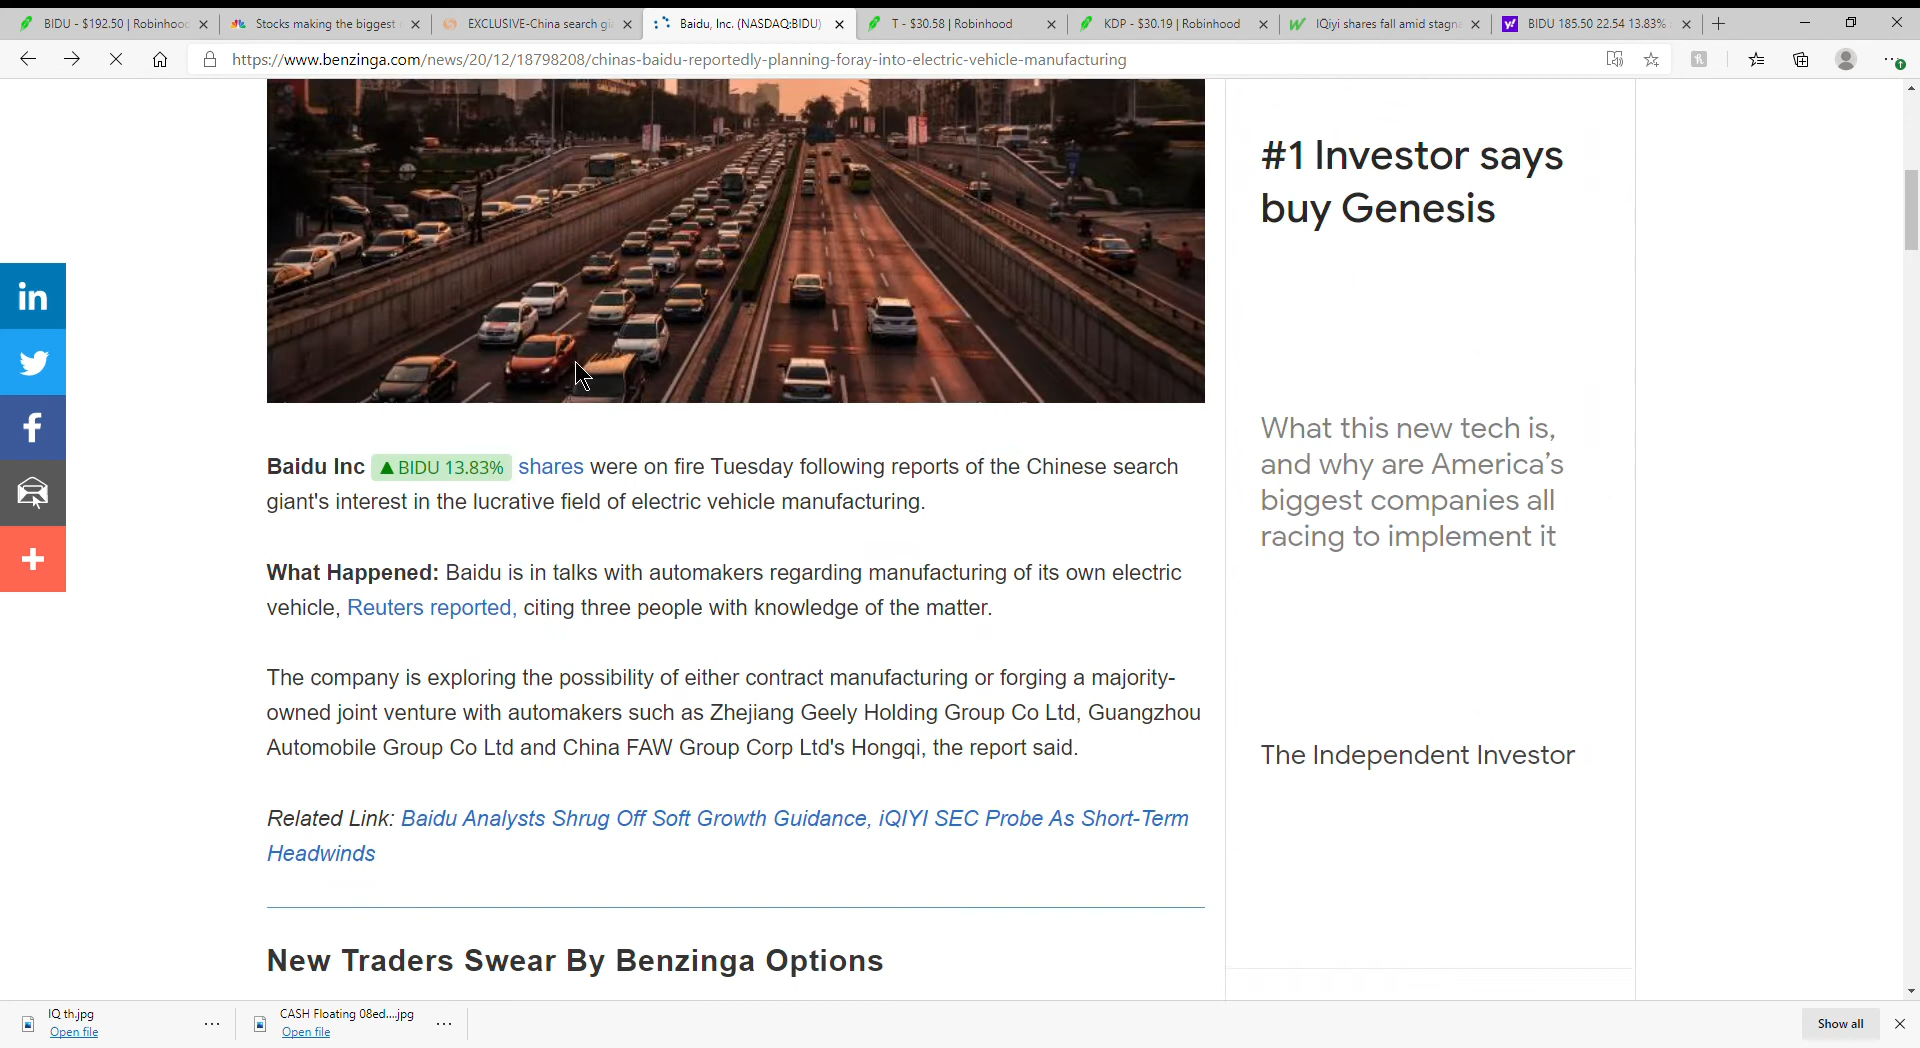 BIDU - $192.50 | Robinhood
Stocks making the biggest
EXCLUSIVE-China search gi
Baidu, Inc. (NASDAQ:BIDU)
T - $30.58 | Robinhood
KDP - $30.19 | Robinhood
IQiyi shares fall amid stagn
BIDU 185.50 22.54 13.83%
https://www.benzinga.com/news/20/12/18798208/chinas-baidu-reportedly-planning-foray-into-electric-vehicle-manufacturing
#1 Investor says
buy Genesis
What this new tech is,
and why are America's
biggest companies all
racing to implement it
The Independent Investor
in
f
Baidu Inc ▲ BIDU 13.83% shares were on fire Tuesday following reports of the Chinese search
giant's interest in the lucrative field of electric vehicle manufacturing.
What Happened: Baidu is in talks with automakers regarding manufacturing of its own electric
vehicle, Reuters reported, citing three people with knowledge of the matter.
The company is exploring the possibility of either contract manufacturing or forging a majority-
owned joint venture with automakers such as Zhejiang Geely Holding Group Co Ltd, Guangzhou
Automobile Group Co Ltd and China FAW Group Corp Ltd's Hongqi, the report said.
Related Link: Baidu Analysts Shrug Off Soft Growth Guidance, iQIYI SEC Probe As Short-Term
Headwinds
New Traders Swear By Benzinga Options
IQ th.jpg
Open file
CASH Floating 08ed....jpg
Open file
Show all